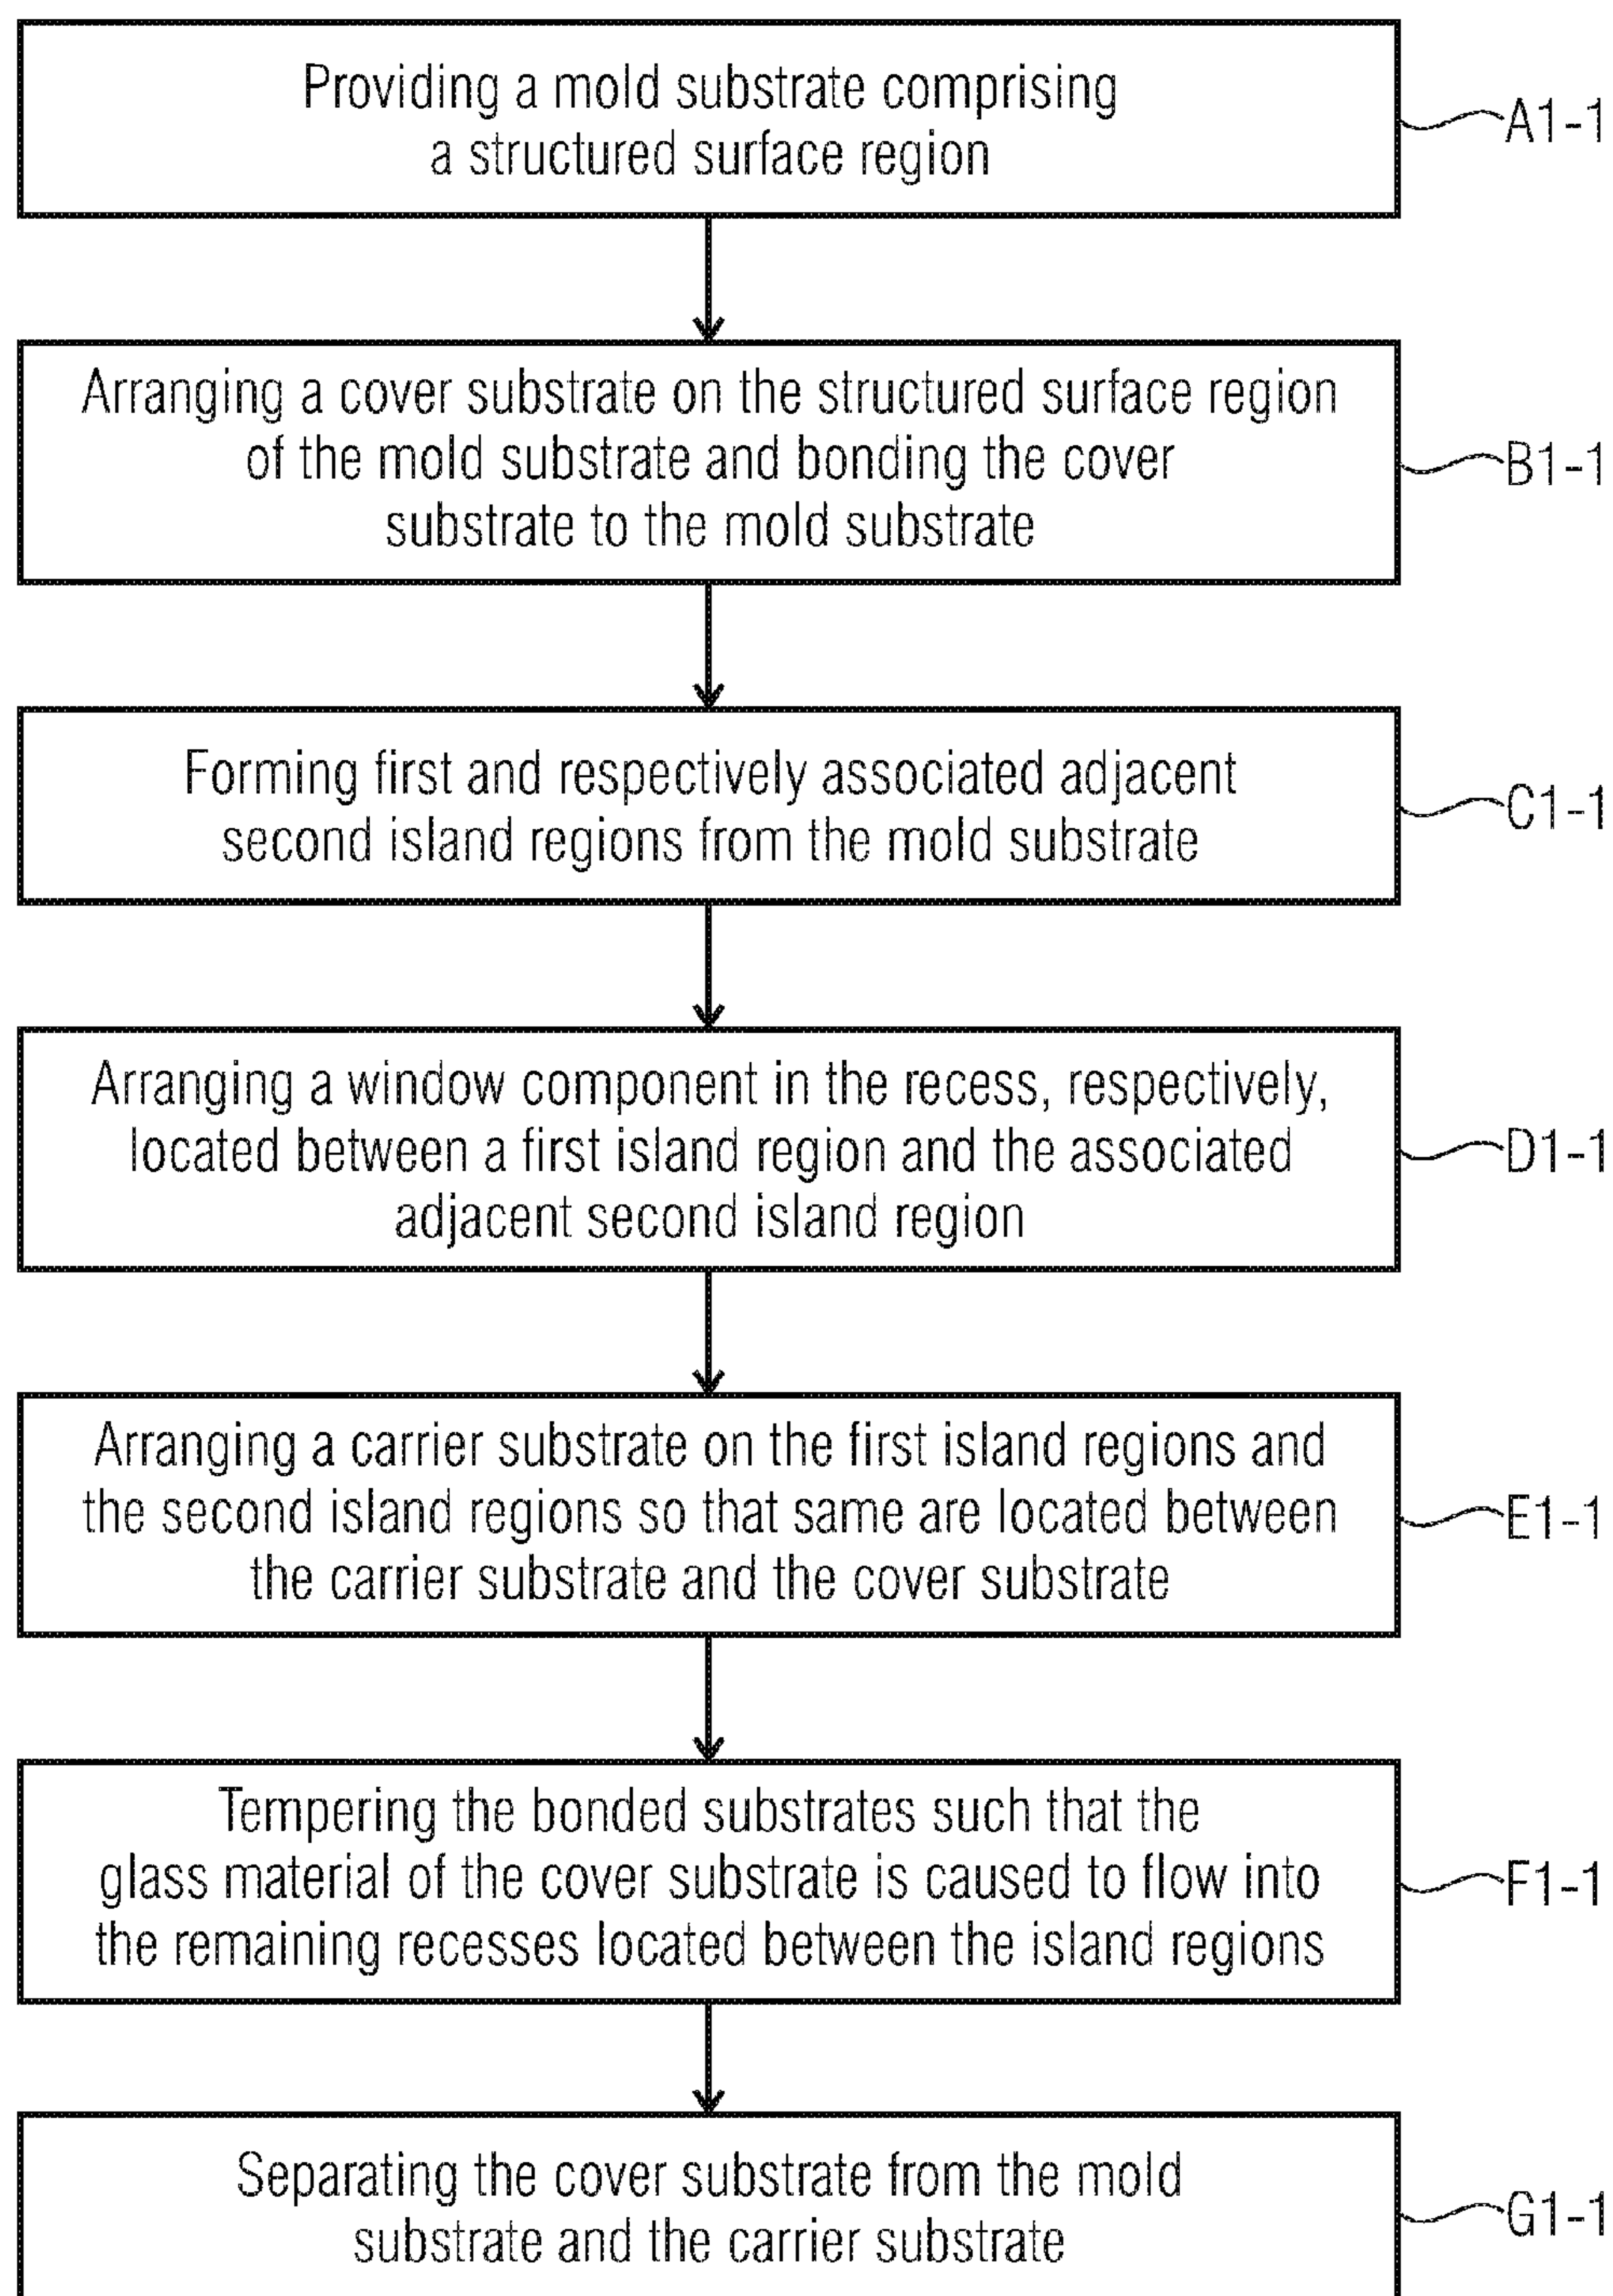 Providing a mold substrate comprising
a structured surface region
A1-1
Arranging a cover substrate on the structured surface region
of the mold substrate and bonding the cover
substrate to the mold substrate
B1-1
Forming first and respectively associated adjacent
second island regions from the mold substrate
C1-1
Arranging a window component in the recess, respectively,
located between a first island region and the associated
adjacent second island region
D1-1
Arranging a carrier substrate on the first island regions and
the second island regions so that same are located between
the carrier substrate and the cover substrate
E1-1
Tempering the bonded substrates such that the
glass material of the cover substrate is caused to flow into
the remaining recesses located between the island regions
F1-1
Separating the cover substrate from the mold
substrate and the carrier substrate
G1-1